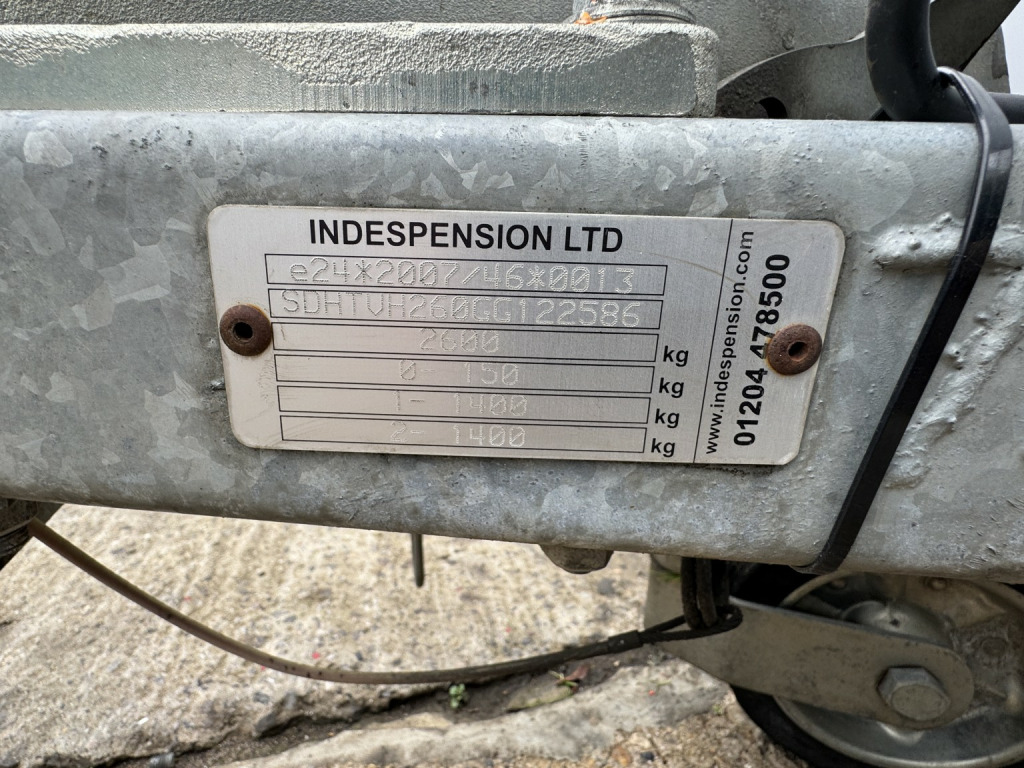 INDESPENSION LTD
e24*2007/46*0013
SDHTVH260GG122586
2600 kg
0- 150 kg
1- 1400 kg
2- 1400 kg
www.indespension.com
01204 478500